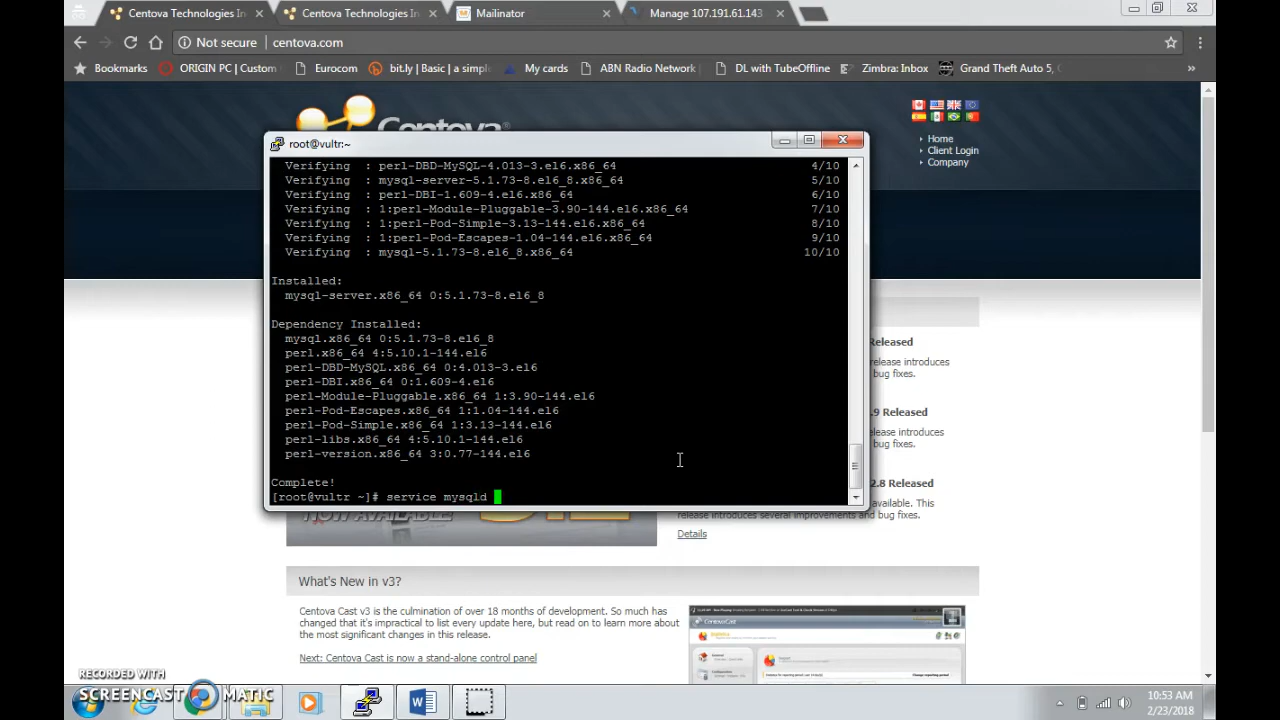 Centova Technologies In
Centova Technologies In
Mailinator
Manage 107.191.61.143
Not secure
centova.com
Bookmarks
ORIGIN PC | Custom
Eurocom
bit.ly | Basic | a simple
My cards
ABN Radio Network
DL with TubeOffline
Zimbra: Inbox
Grand Theft Auto 5,
»
Centova
Home
Client Login
Company
root@vultr:~
Verifying : perl-DBD-MySQL-4.013-3.el6.x86_64 4/10
Verifying : mysql-server-5.1.73-8.el6_8.x86_64 5/10
Verifying : perl-DBI-1.609-4.el6.x86_64 6/10
Verifying : 1:perl-Module-Pluggable-3.90-144.el6.x86_64 7/10
Verifying : 1:perl-Pod-Simple-3.13-144.el6.x86_64 8/10
Verifying : 1:perl-Pod-Escapes-1.04-144.el6.x86_64 9/10
Verifying : mysql-5.1.73-8.el6_8.x86_64 10/10
Installed:
mysql-server.x86_64 0:5.1.73-8.el6_8
Dependency Installed:
mysql.x86_64 0:5.1.73-8.el6_8
perl.x86_64 4:5.10.1-144.el6
perl-DBD-MySQL.x86_64 0:4.013-3.el6
perl-DBI.x86_64 0:1.609-4.el6
perl-Module-Pluggable.x86_64 1:3.90-144.el6
perl-Pod-Escapes.x86_64 1:1.04-144.el6
perl-Pod-Simple.x86_64 1:3.13-144.el6
perl-libs.x86_64 4:5.10.1-144.el6
perl-version.x86_64 3:0.77-144.el6
Complete!
[root@vultr ~]# service mysqld
Released
release introduces
bug fixes.
.9 Released
release introduces
bug fixes.
2.8 Released
release introduces several improvements and bug fixes.
Details
NOW AVAILABLE
What's New in v3?
Centova Cast v3 is the culmination of over 18 months of development. So much has
changed that it's impractical to list every update here, but read on to learn more about
the most significant changes in this release.
Next: Centova Cast is now a stand-alone control panel
CentovaCast
RECORDED WITH
SCREENCAST MATIC
10:53 AM
2/23/2018